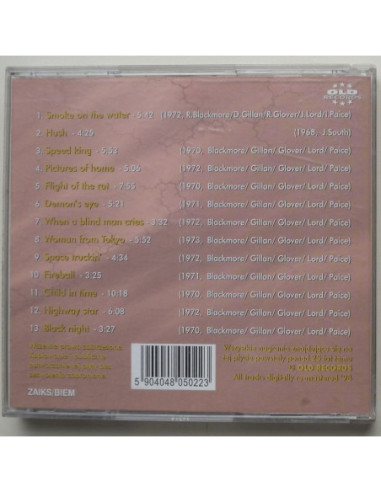 OLD
RECORDS
1 Smoke on the water - 5:42 (1972, R.Blackmore/D.Gillan/R.Glover/J.Lord/I.Paice)
2 Hush - 4:25 (1968, J.South)
3 Speed king - 5:53 (1970, Blackmore/ Gillan/ Glover/ Lord/ Paice)
4 Pictures of home - 5:05 (1972, Blackmore/ Gillan/ Glover/ Lord/ Paice)
5 Flight of the rat - 7:55 (1970, Blackmore/ Gillan/ Glover/ Lord/ Paice)
6 Demon's eye - 5:21 (1971, Blackmore/ Gillan/ Glover/ Lord/ Paice)
7 When a blind man cries - 3:32 (1972, Blackmore/ Gillan/ Glover/ Lord/ Paice)
8 Woman from Tokyo - 5:52 (1973, Blackmore/ Gillan/ Glover/ Lord/ Paice)
9 Space truckin' - 4:34 (1972, Blackmore/ Gillan/ Glover/ Lord/ Paice)
10 Fireball - 3:25 (1971, Blackmore/ Gillan/ Glover/ Lord/ Paice)
11 Child in time - 10:18 (1970, Blackmore/ Gillan/ Glover/ Lord/ Paice)
12 Highway star - 6:08 (1972, Blackmore/ Gillan/ Glover/ Lord/ Paice)
13 Black night - 3:27 (1970, Blackmore/ Gillan/ Glover/ Lord/ Paice)
OLD RECORDS
All tracks digitally remastered
5 904048 050223
ZAIKS/BIEM